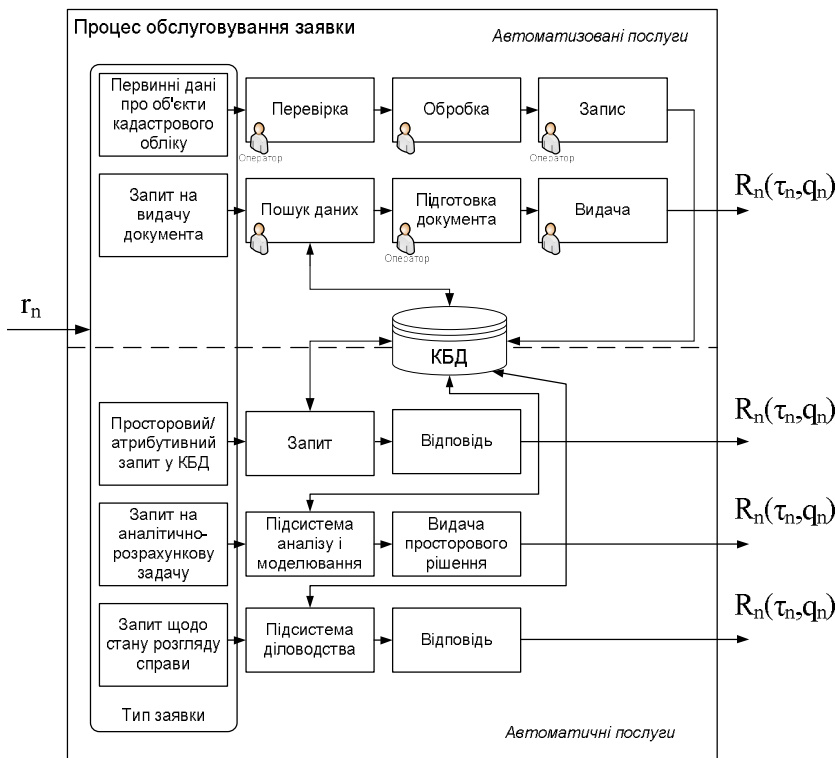 Процес обслуговування заявки
Автоматизовані послуги
Первинні дані
про об'єкти
кадастрового
обліку
Перевірка
Оператор
Обробка
Запис
Оператор
Запит на
видачу
документа
Пошук даних
Підготовка
документа
Оператор
Видача
Rn(τn,qn)
rn
КБД
Просторовий/
атрибутивний
запит у КБД
Запит
Відповідь
Rn(τn,qn)
Запит на
аналітично-
розрахункову
задачу
Підсистема
аналізу і
моделювання
Видача
просторового
рішення
Rn(τn,qn)
Запит щодо
стану розгляду
справи
Підсистема
діловодства
Відповідь
Rn(τn,qn)
Тип заявки
Автоматичні послуги